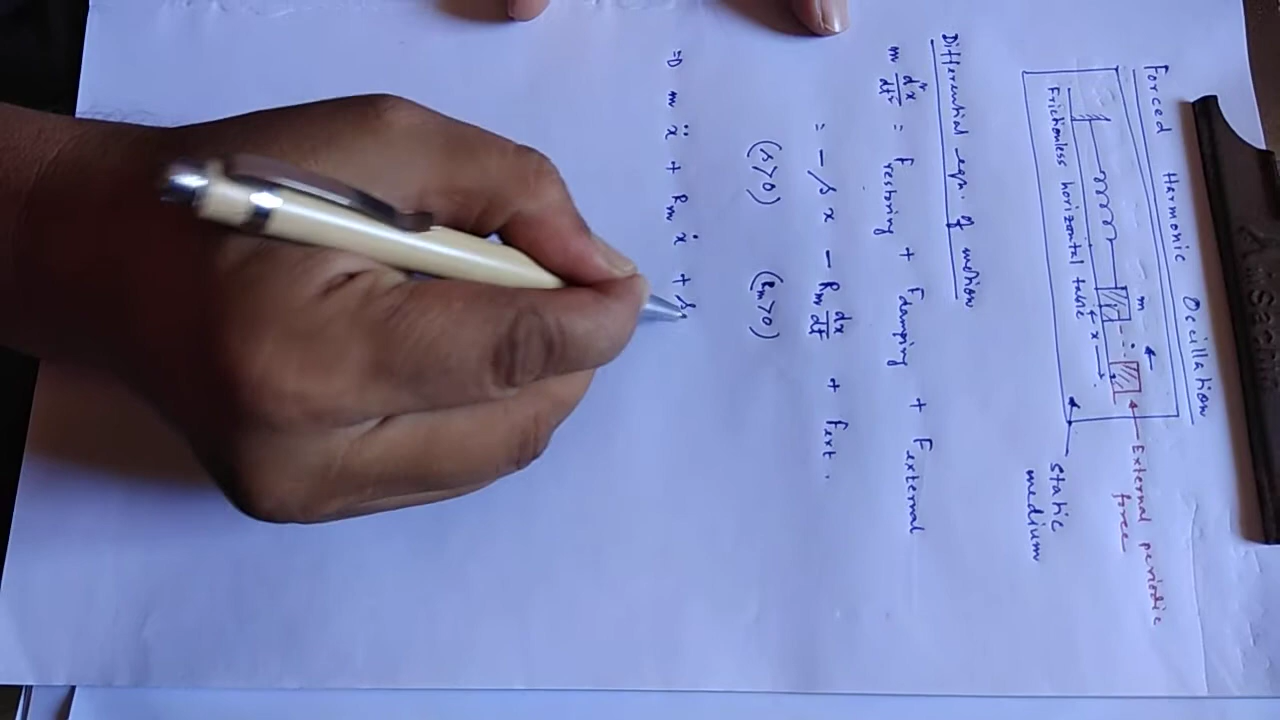 Forced Harmonic Oscillation
m
External periodic force
x
Frictionless horizontal table
static medium
Differential eqn. of motion
m d²x/dt² = F restoring + F damping + F external
= - s x - Rm dx/dt + Fext.
(s>0) (Rm>0)
⇒ m ẍ + Rm ẋ + s